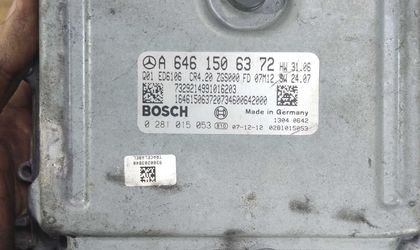 A 646 150 63 72 HW 31.06
Q01 ED6106 CR4.20 ZGS000 FD 07M12 SW 24.07
7329214991016203
1646150637207346006420000
BOSCH Made in Germany
1304 0642
0 281 015 053 07-12-12 0281015053